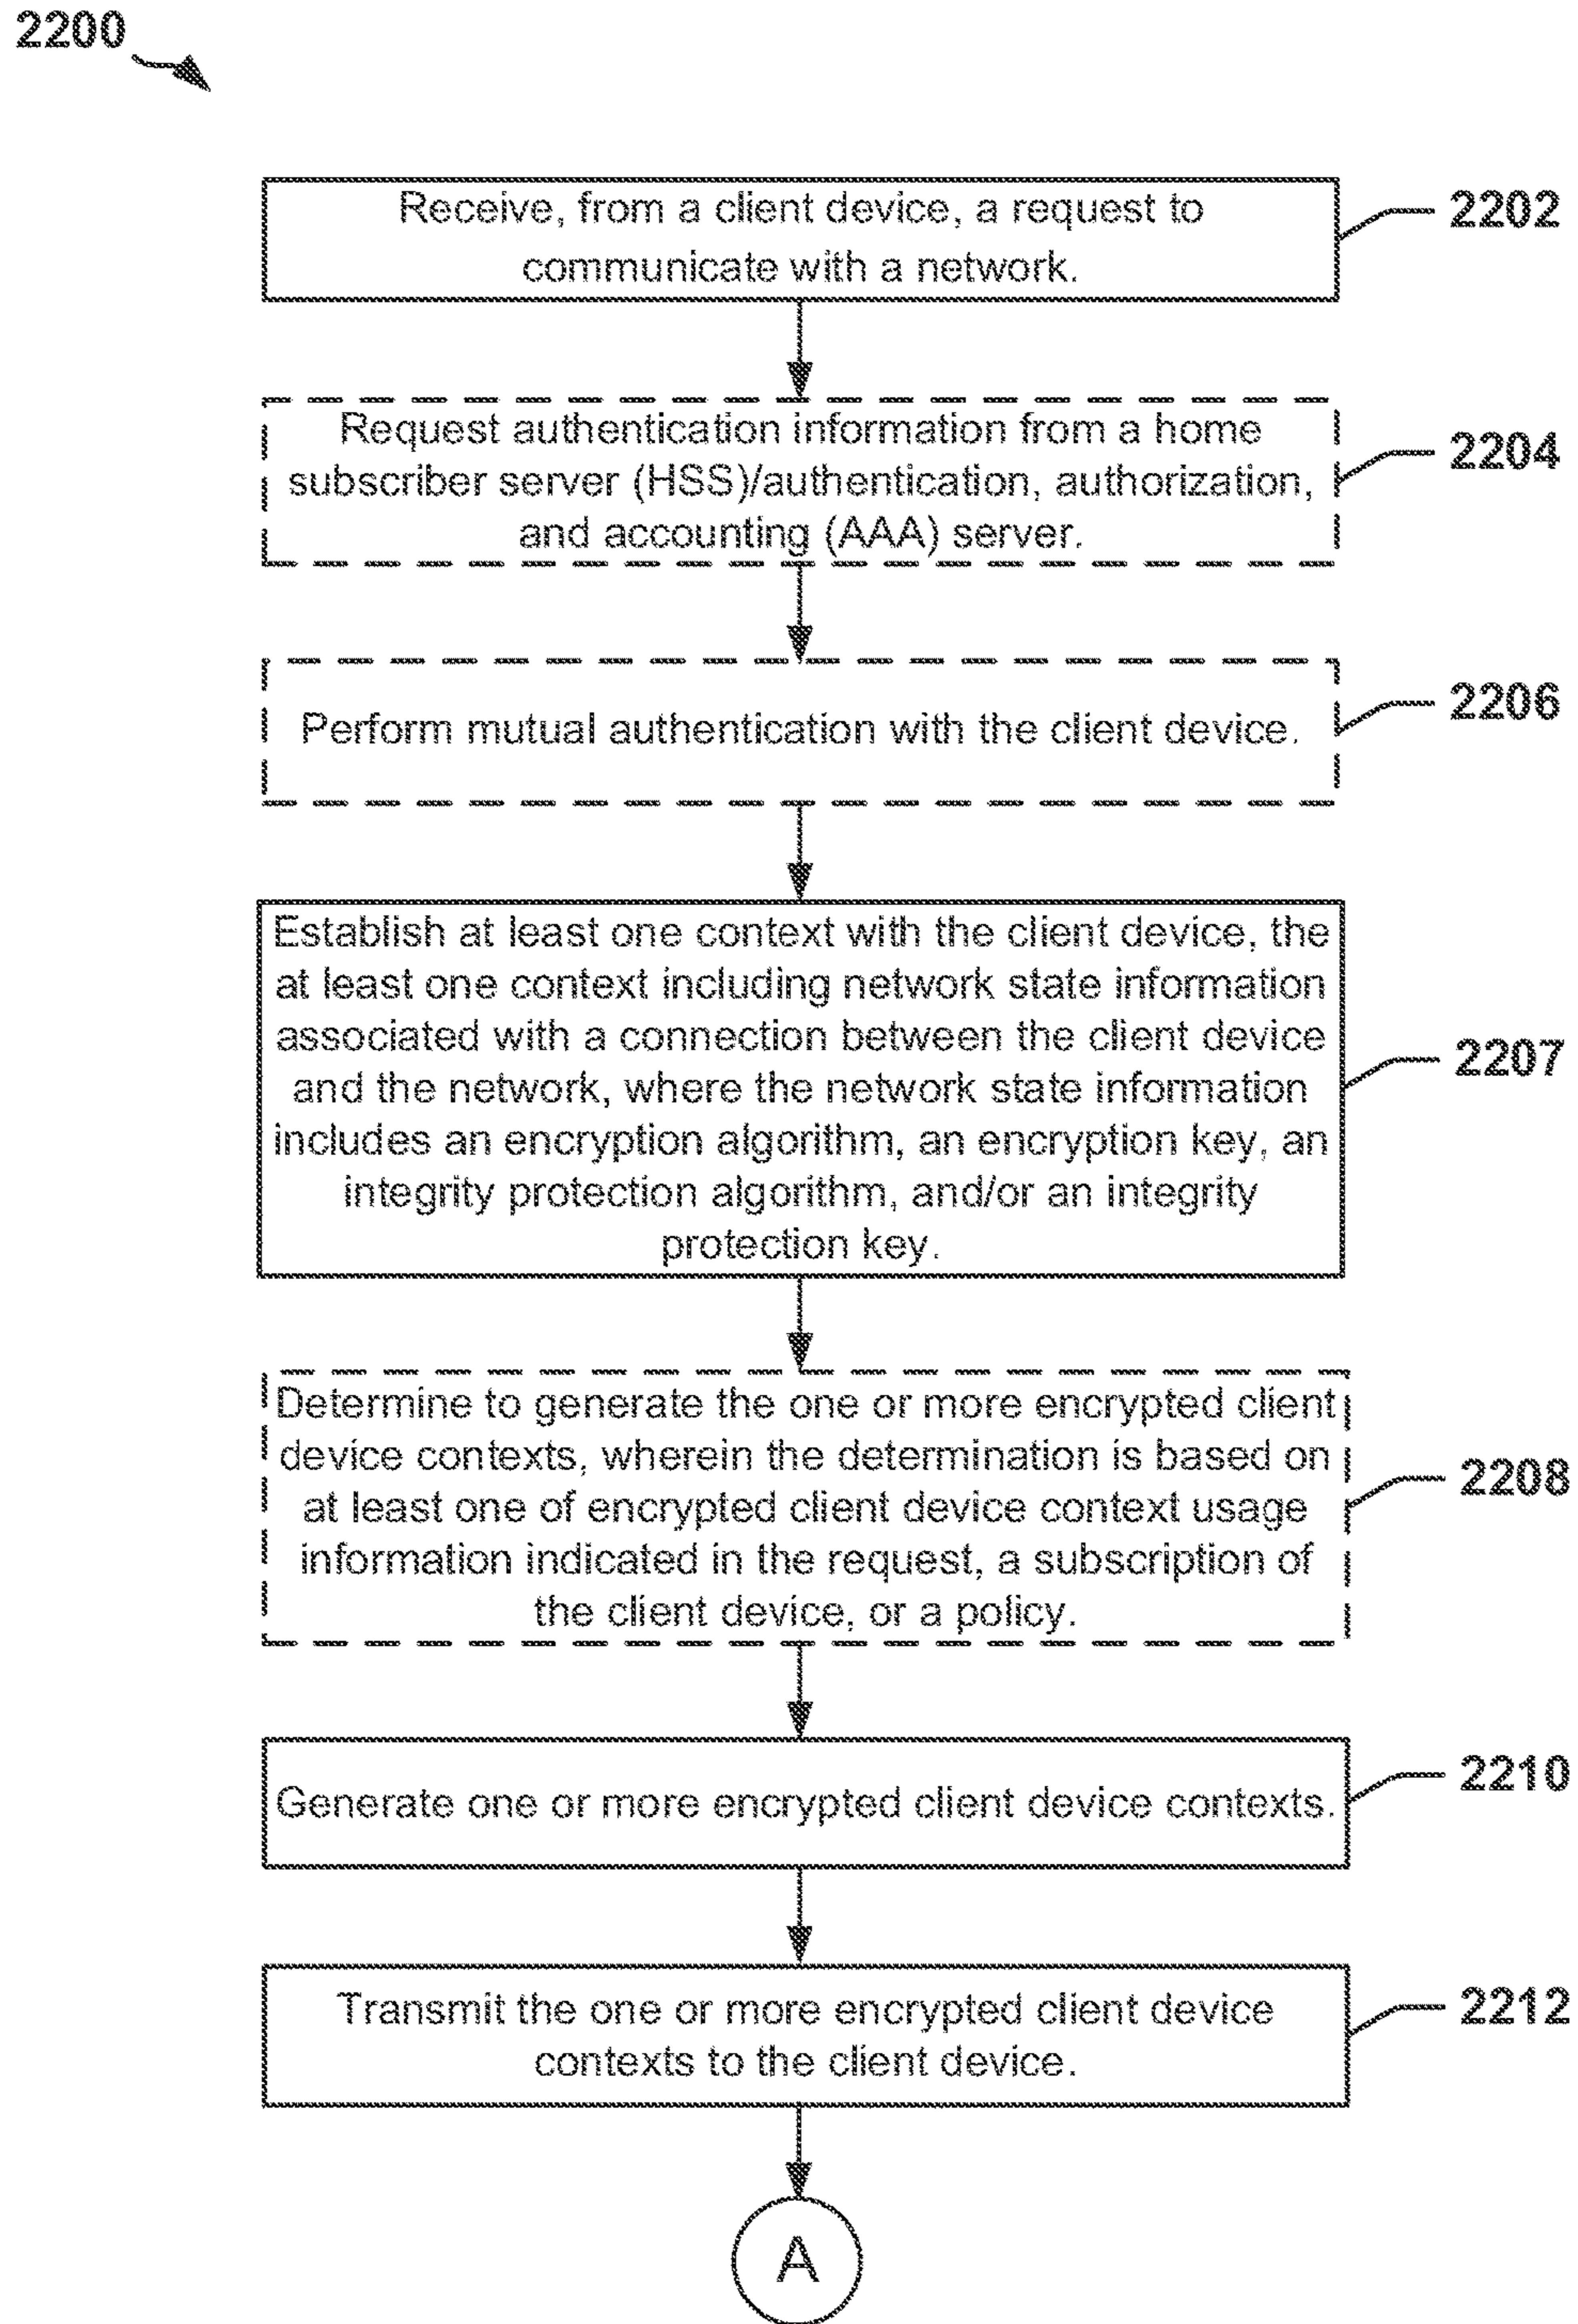 2200
Receive, from a client device, a request to
communicate with a network.
2202
Request authentication information from a home
subscriber server (HSS)/authentication, authorization,
and accounting (AAA) server.
2204
Perform mutual authentication with the client device.
2206
Establish at least one context with the client device, the
at least one context including network state information
associated with a connection between the client device
and the network, where the network state information
includes an encryption algorithm, an encryption key, an
integrity protection algorithm, and/or an integrity
protection key.
2207
Determine to generate the one or more encrypted client
device contexts, wherein the determination is based on
at least one of encrypted client device context usage
information indicated in the request, a subscription of
the client device, or a policy.
2208
Generate one or more encrypted client device contexts.
2210
Transmit the one or more encrypted client device
contexts to the client device.
2212
A